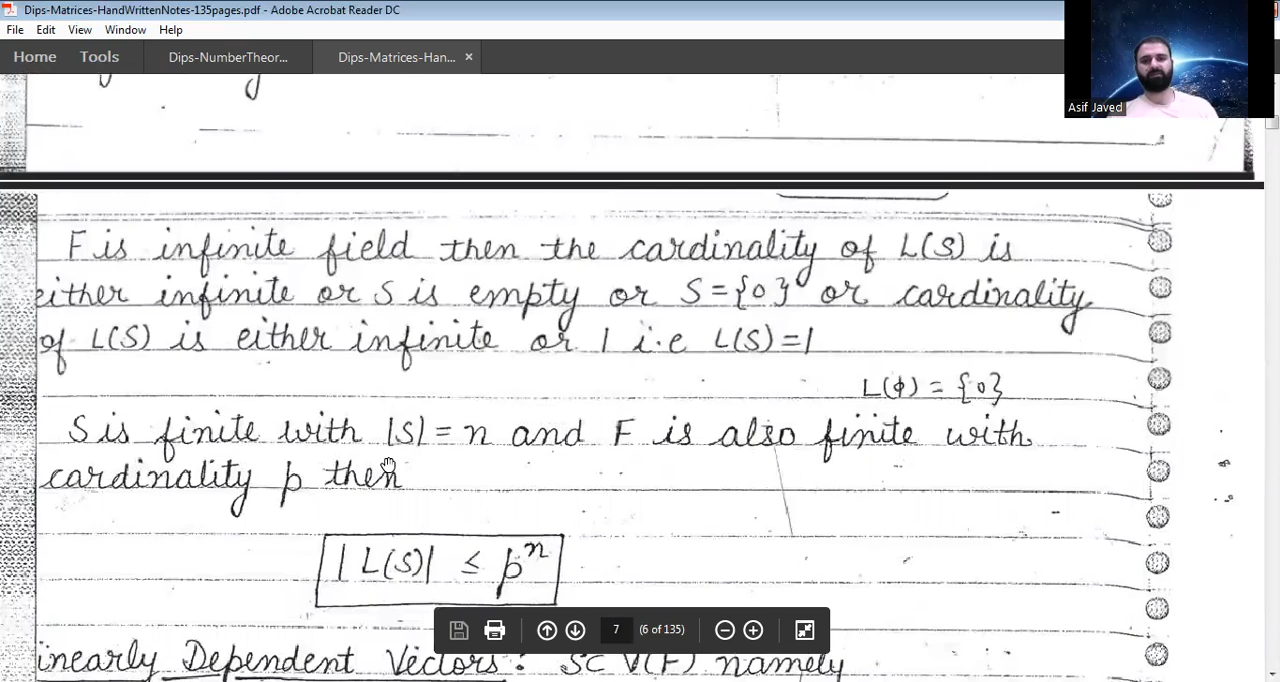 Dips-Matrices-HandWrittenNotes-135pages.pdf - Adobe Acrobat Reader DC
File Edit View Window Help
Home Tools Dips-NumberTheor... Dips-Matrices-Han... ×
Asif Javed
F is infinite field then the cardinality of L(S) is
either infinite or S is empty or S={0} or cardinality
of L(S) is either infinite or 1 i.e L(S)=1
L(φ) = {0}
S is finite with |S| = n and F is also finite with
cardinality p then
|L(S)| ≤ pⁿ
7 (6 of 135)
inearly Dependent Vectors: S⊂V(F) namely